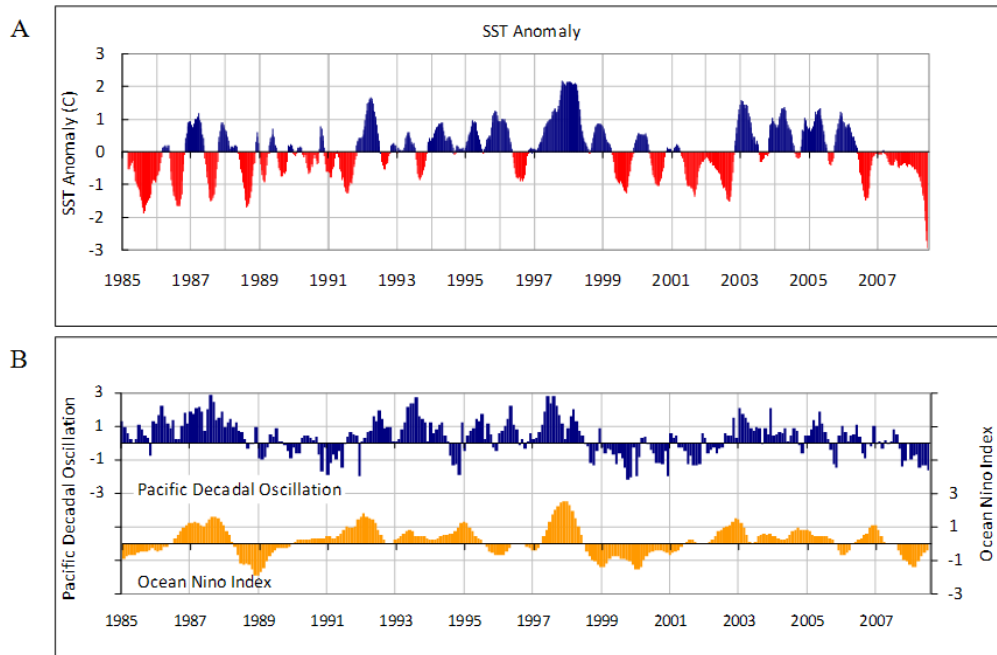 A
SST Anomaly
SST Anomaly (C)
3
2
1
0
-1
-2
-3
1985 1987 1989 1991 1993 1995 1997 1999 2001 2003 2005 2007
B
Pacific Decadal Oscillation
3
1
-1
-3
Pacific Decadal Oscillation
Ocean Nino Index
3
1
-1
-3
Ocean Nino Index
1985 1987 1989 1991 1993 1995 1997 1999 2001 2003 2005 2007